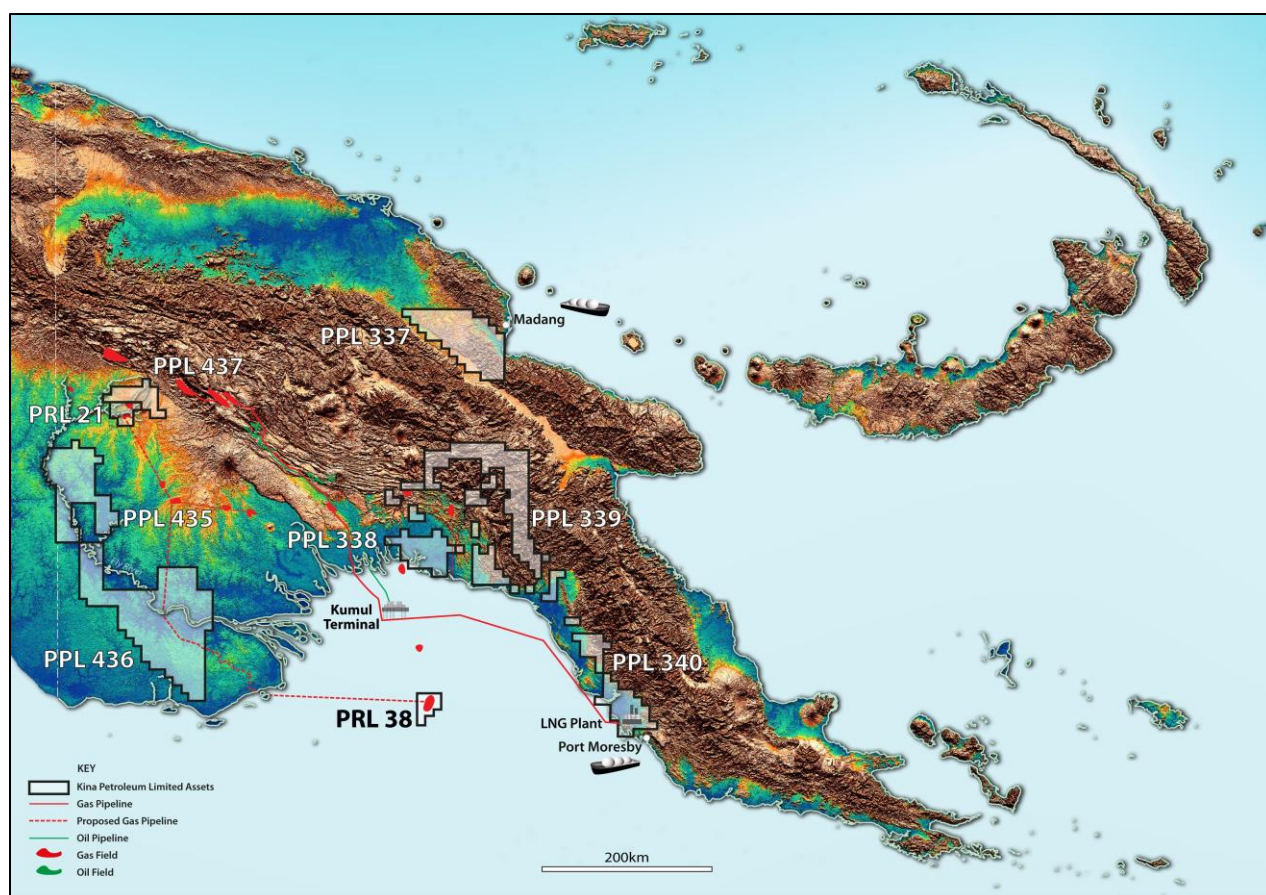 Madang
PPL 337
PPL 437
PRL 21
PPL 435
PPL 339
PPL 338
Kumul
Terminal
PPL 436
PPL 340
PRL 38
LNG Plant
Port Moresby
KEY
Kina Petroleum Limited Assets
Gas Pipeline
Proposed Gas Pipeline
Oil Pipeline
Gas Field
Oil Field
200km